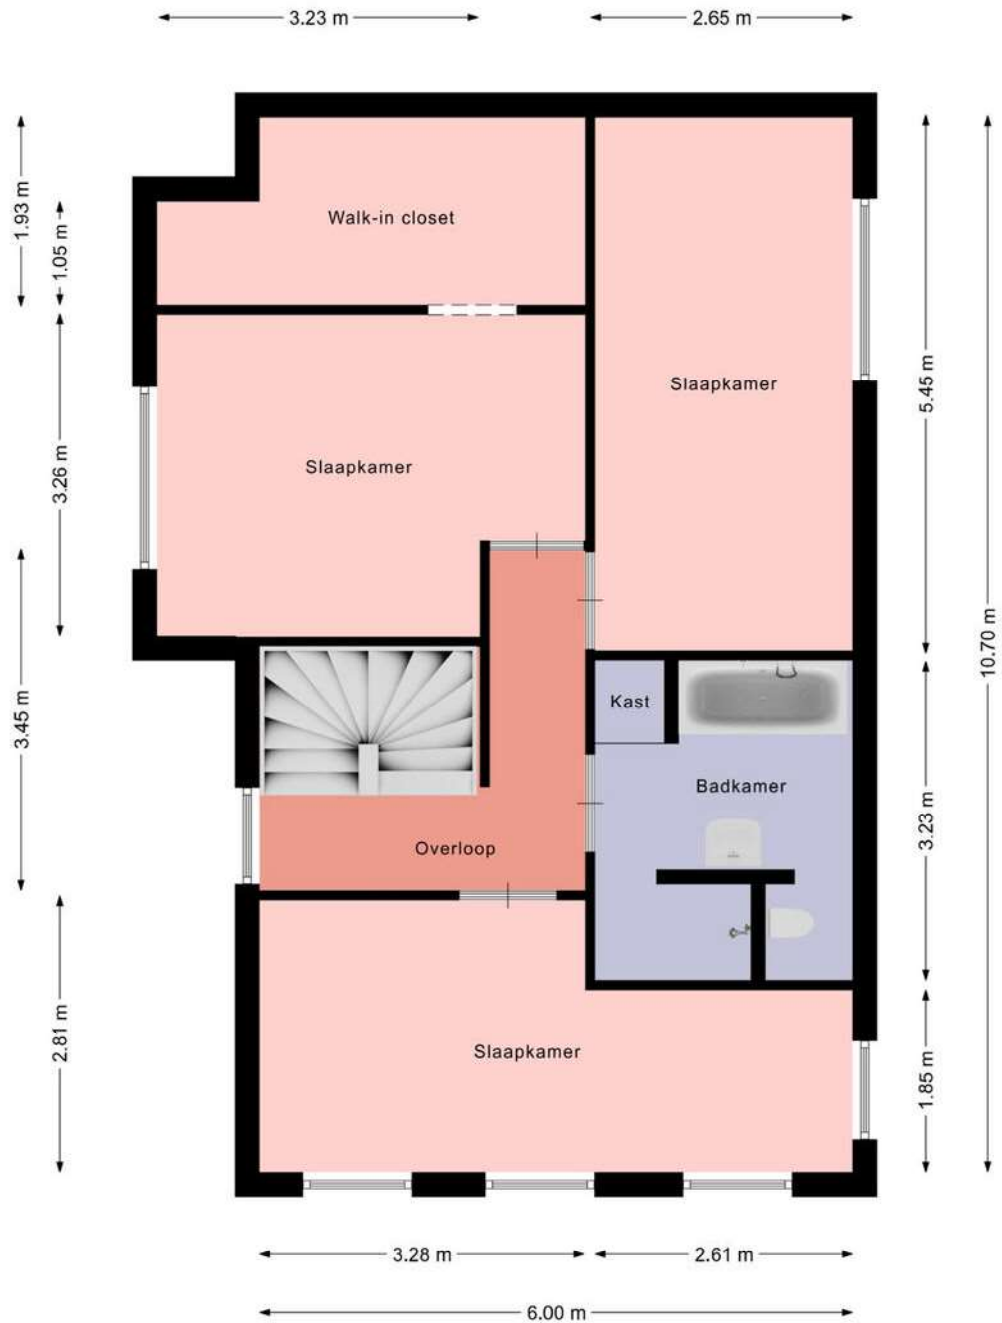 3.23 m
2.65 m
1.93 m
1.05 m
Walk-in closet
Slaapkamer
5.45 m
3.26 m
Slaapkamer
10.70 m
3.45 m
Kast
Badkamer
3.23 m
Overloop
2.81 m
Slaapkamer
1.85 m
3.28 m
2.61 m
6.00 m